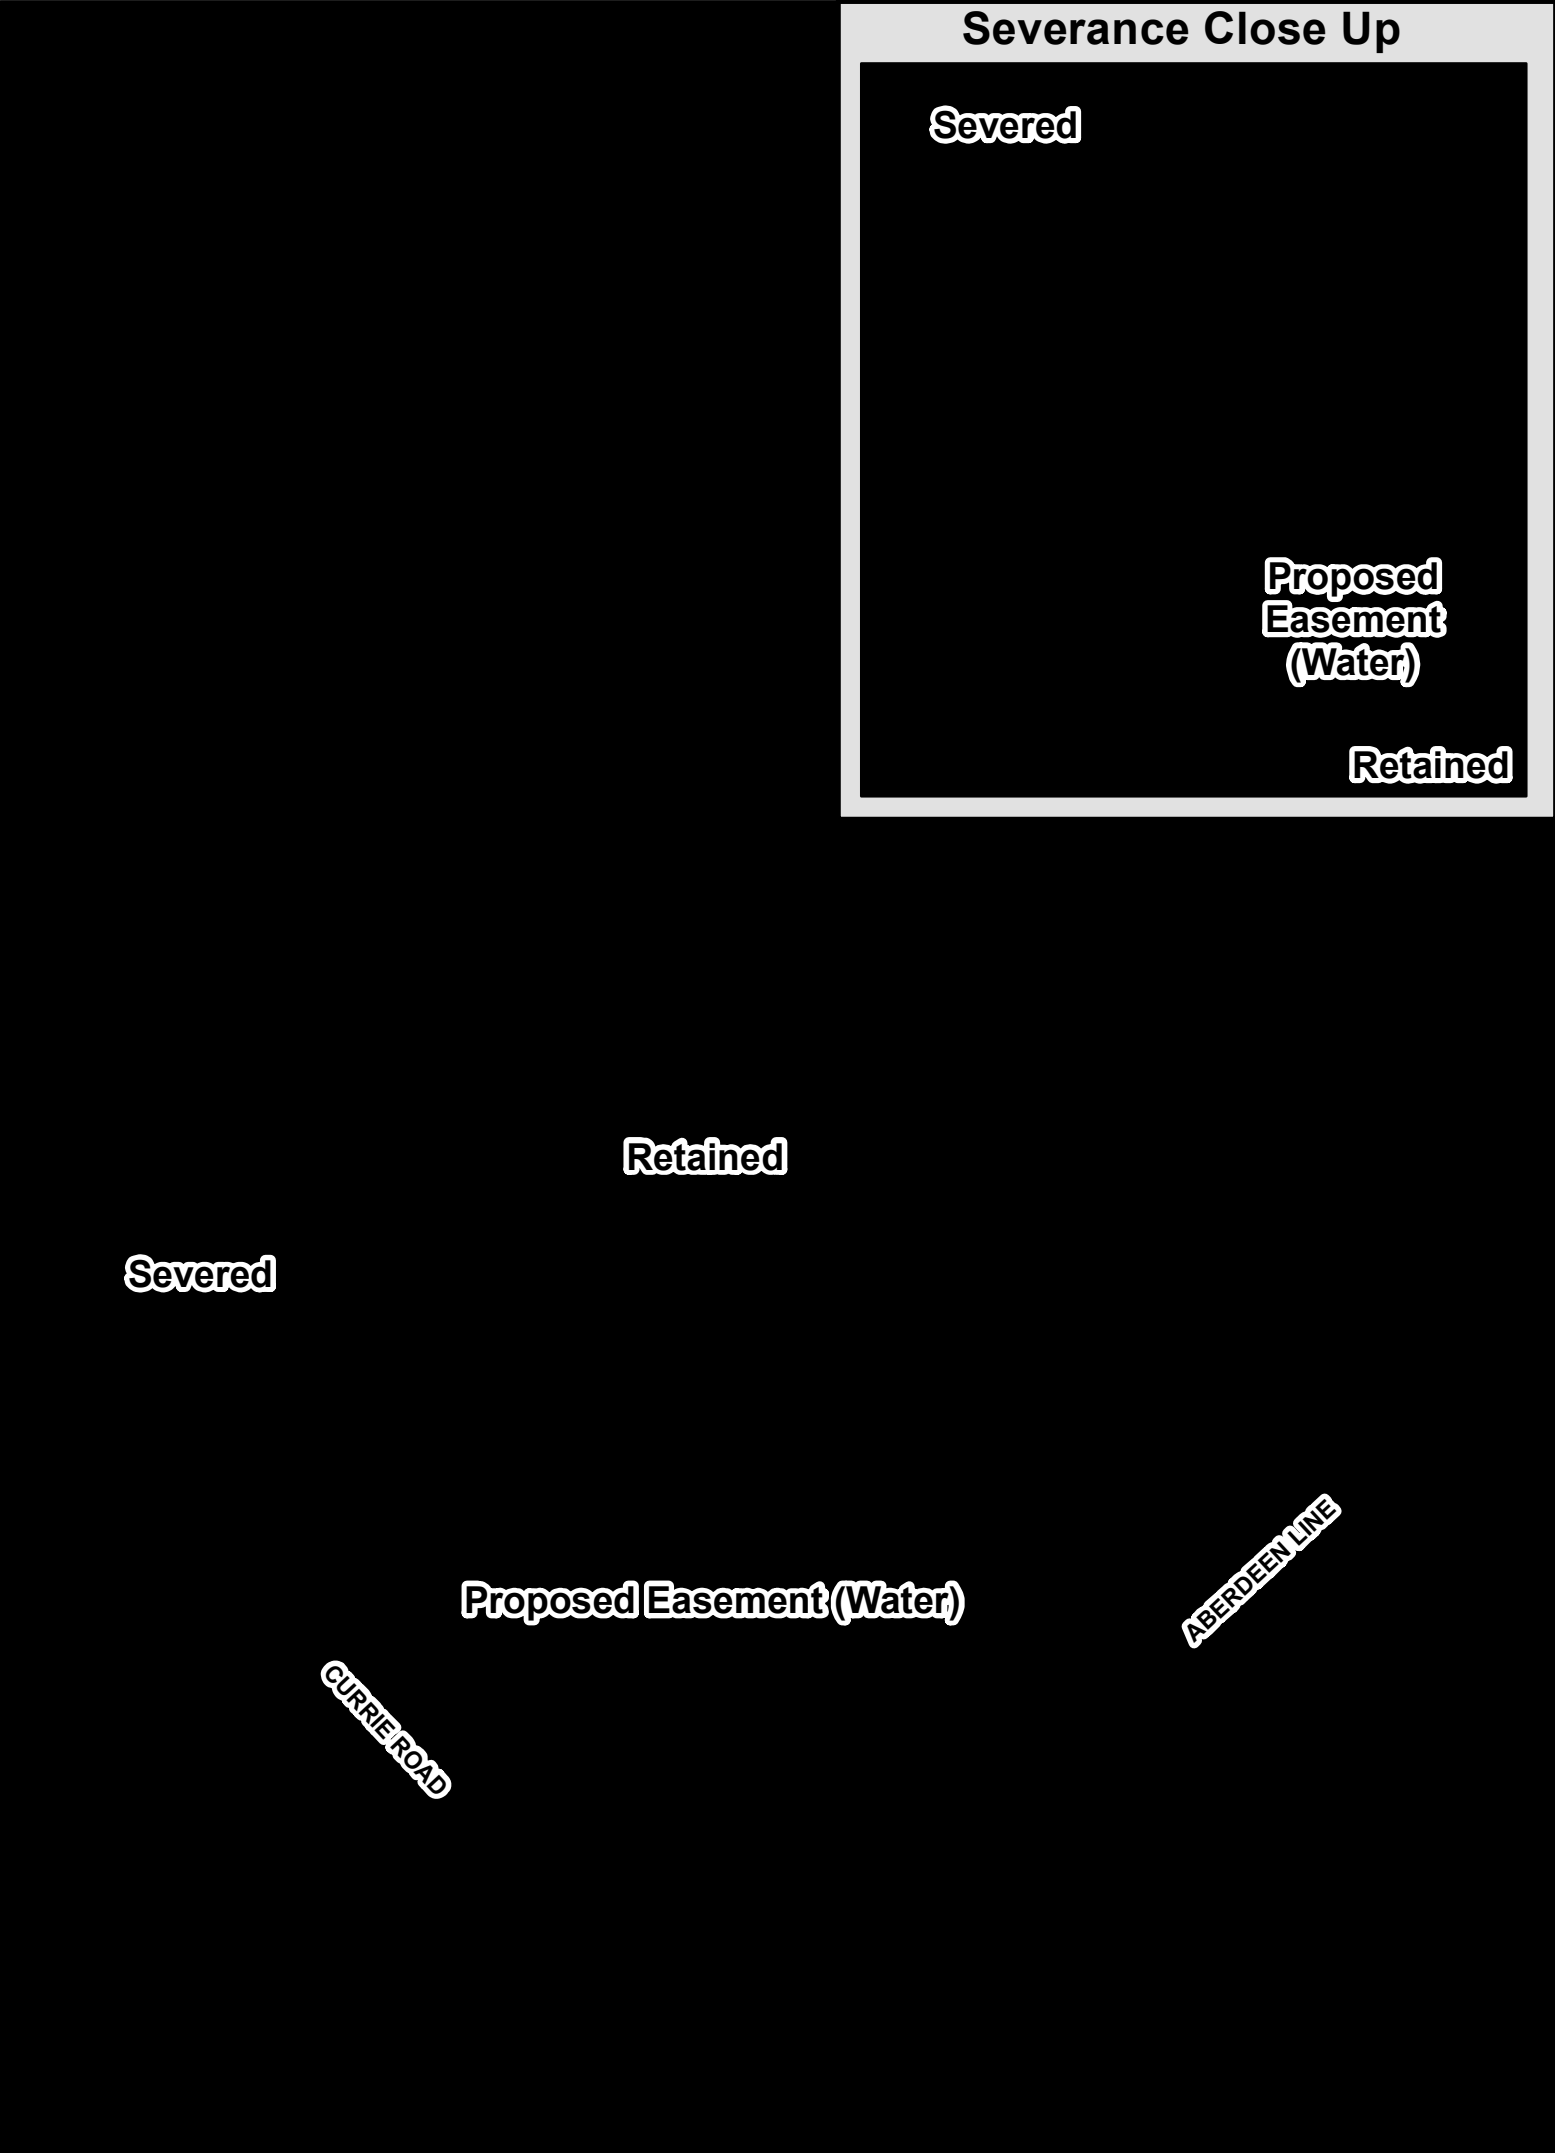 Severance Close Up
Severed
Proposed
Easement
(Water)
Retained
Retained
Severed
ABERDEEN LINE
Proposed Easement (Water)
CURRIE ROAD